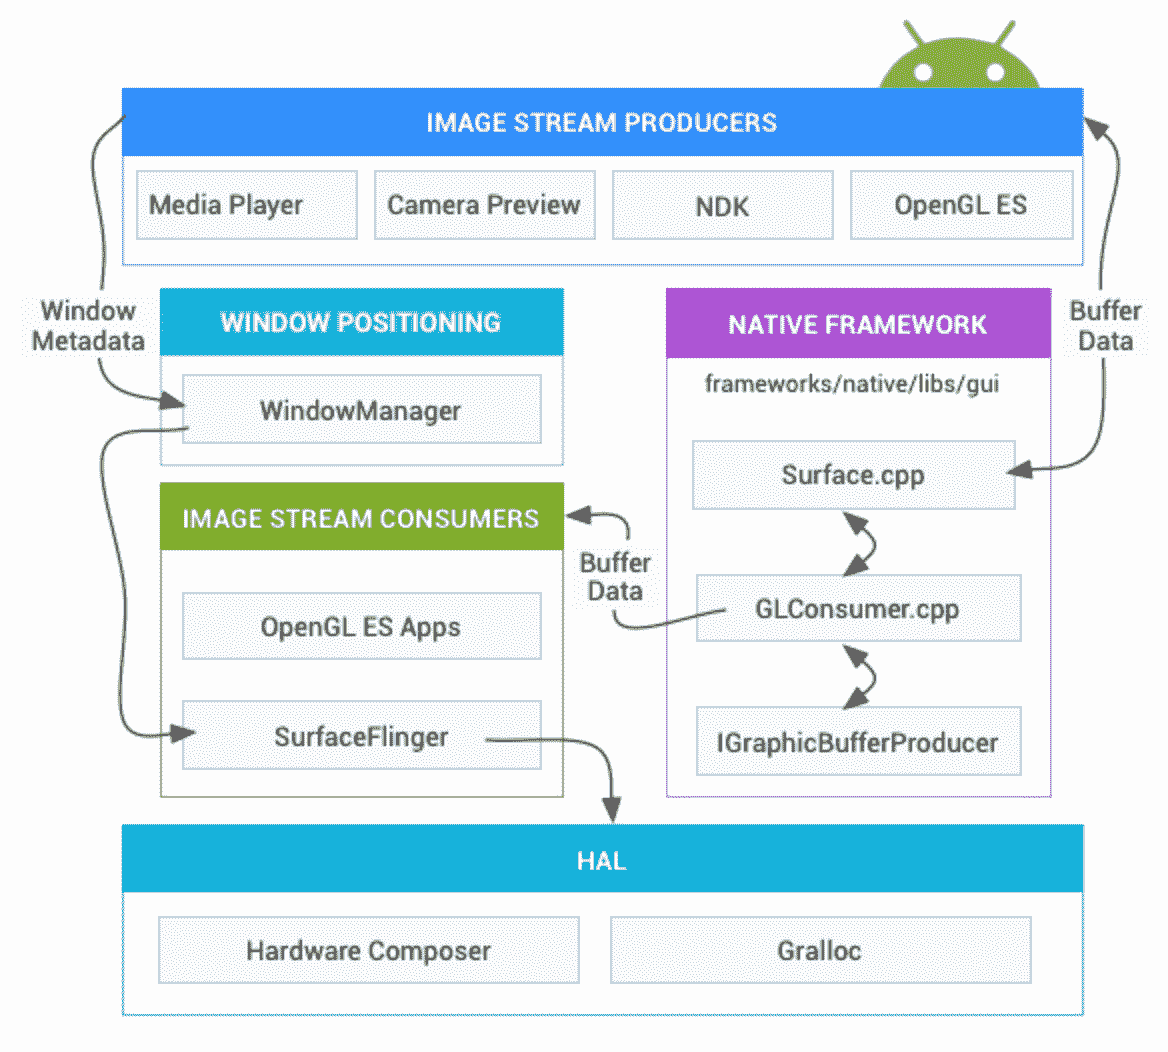 IMAGE STREAM PRODUCERS
Media Player
Camera Preview
NDK
OpenGL ES
Window
Metadata
Buffer
Data
WINDOW POSITIONING
WindowManager
NATIVE FRAMEWORK
frameworks/native/libs/gui
Surface.cpp
GLConsumer.cpp
IGraphicBufferProducer
IMAGE STREAM CONSUMERS
Buffer
Data
OpenGL ES Apps
SurfaceFlinger
HAL
Hardware Composer
Gralloc